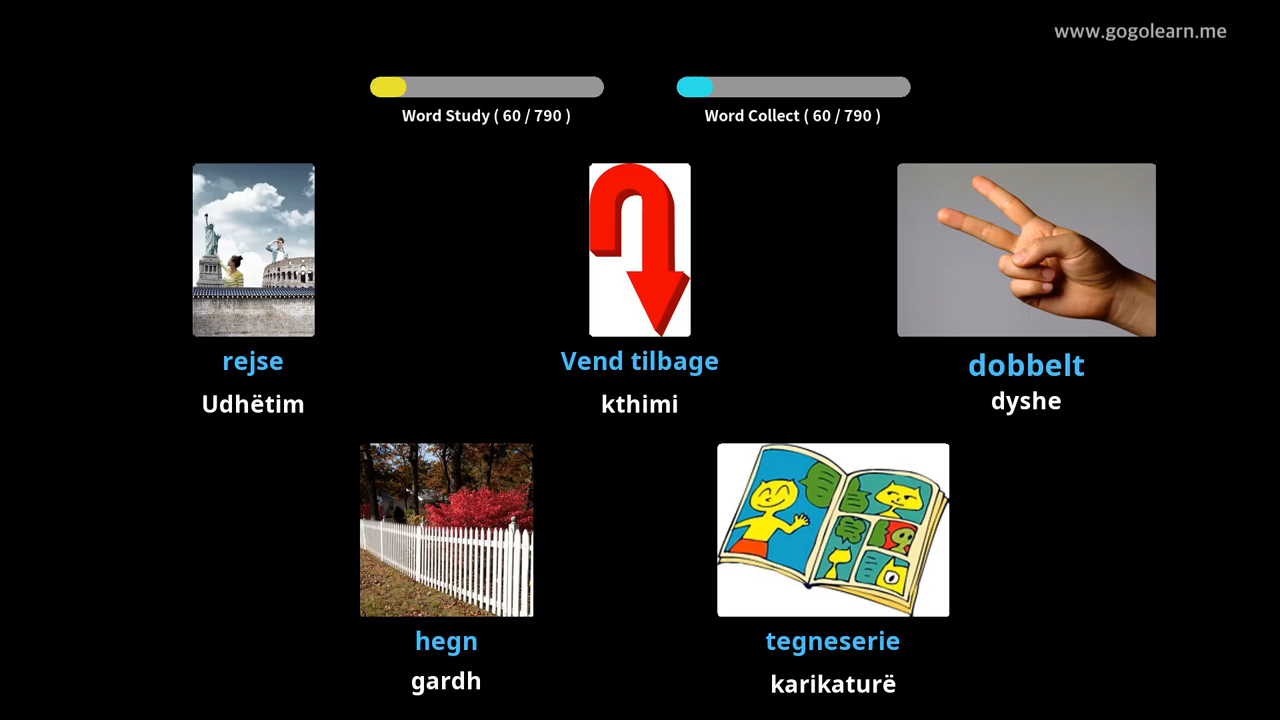 www.gogolearn.me
Word Study ( 60 / 790 )
Word Collect ( 60 / 790 )
rejse
Udhëtim
Vend tilbage
kthimi
dobbelt
dyshe
hegn
gardh
tegneserie
karikaturë